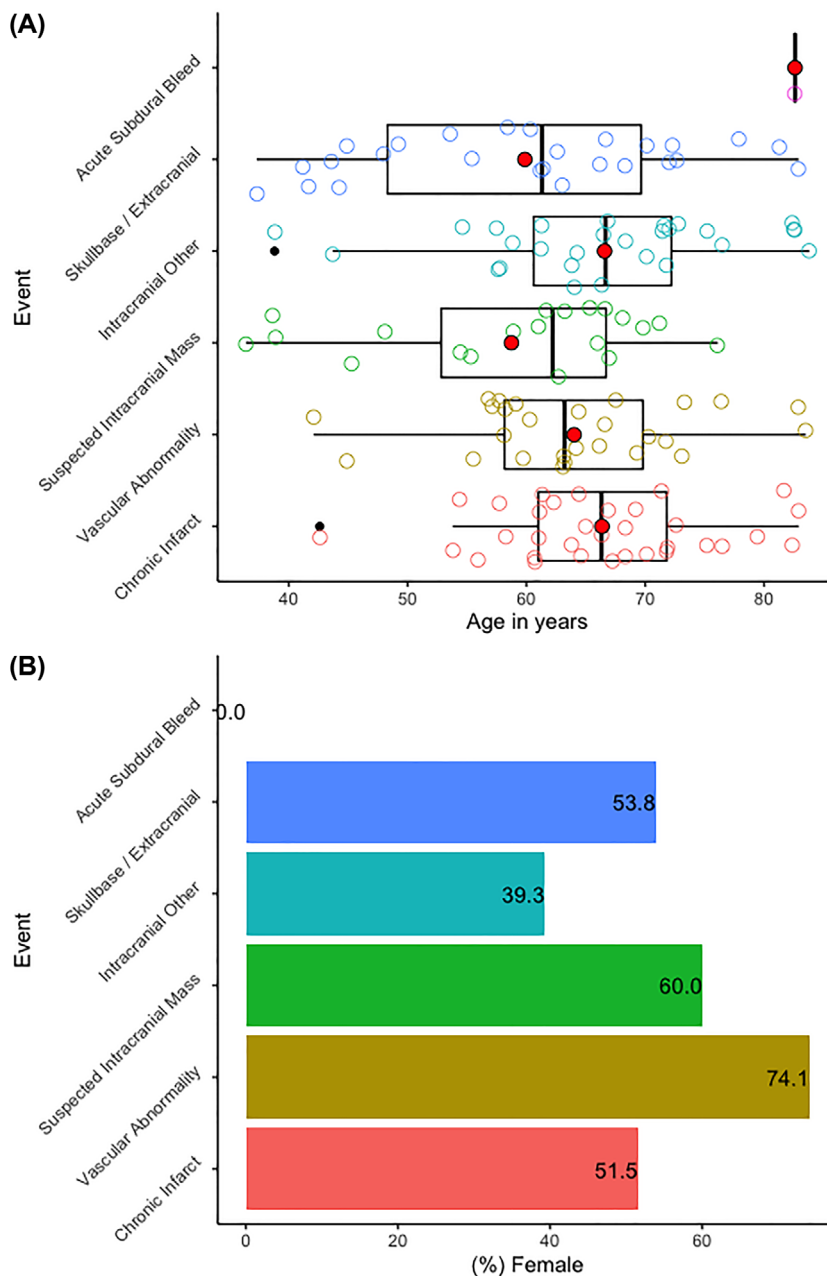 (A)
Event
Acute Subdural Bleed
Skullbase / Extracranial
Intracranial Other
Suspected Intracranial Mass
Vascular Abnormality
Chronic Infarct
40 50 60 70 80
Age in years
(B)
Event
Acute Subdural Bleed
0.0
Skullbase / Extracranial
53.8
Intracranial Other
39.3
Suspected Intracranial Mass
60.0
Vascular Abnormality
74.1
Chronic Infarct
51.5
0 20 40 60
(%) Female